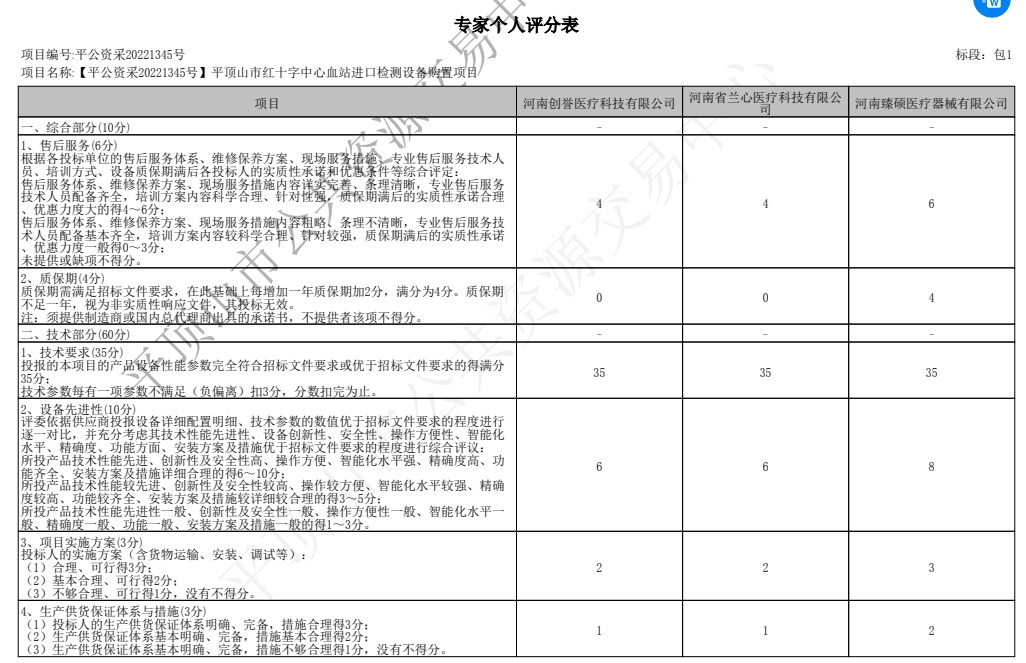 专家个人评分表
项目编号:平公资采20221345号
标段：包1
项目名称:【平公资采20221345号】平顶山市红十字中心血站进口检测设备购置项目
项目
河南创誉医疗科技有限公司
河南省兰心医疗科技有限公
司
河南臻硕医疗器械有限公司
一、综合部分(10分)
-
-
-
1、售后服务(6分)
根据各投标单位的售后服务体系、维修保养方案、现场服务措施、专业售后服务技术人
员、培训方式、设备质保期满后各投标人的实质性承诺和优惠条件等综合评定：
售后服务体系、维修保养方案、现场服务措施内容详实完善、条理清晰，专业售后服务
技术人员配备齐全，培训方案内容科学合理、针对性强，质保期满后的实质性承诺合理
、优惠力度大的得4～6分；
售后服务体系、维修保养方案、现场服务措施内容粗略、条理不清晰，专业售后服务技
术人员配备基本齐全，培训方案内容较科学合理、针对较强，质保期满后的实质性承诺
、优惠力度一般得0～3分；
未提供或缺项不得分。
4
4
6
2、质保期(4分)
质保期需满足招标文件要求，在此基础上每增加一年质保期加2分，满分为4分。质保期
不足一年，视为非实质性响应文件，其投标无效。
注：须提供制造商或国内总代理商出具的承诺书，不提供者该项不得分。
0
0
4
二、技术部分(60分)
-
-
-
1、技术要求(35分)
投报的本项目的产品设备性能参数完全符合招标文件要求或优于招标文件要求的得满分
35分；
技术参数每有一项参数不满足（负偏离）扣3分，分数扣完为止。
35
35
35
2、设备先进性(10分)
评委依据供应商投报设备详细配置明细、技术参数的数值优于招标文件要求的程度进行
逐一对比，并充分考虑其技术性能先进性、设备创新性、安全性、操作方便性、智能化
水平、精确度、功能方面、安装方案及措施优于招标文件要求的程度进行综合评议：
所投产品技术性能先进、创新性及安全性高、操作方便、智能化水平强、精确度高、功
能齐全、安装方案及措施详细合理的得6～10分；
所投产品技术性能较先进、创新性及安全性较高、操作较方便、智能化水平较强、精确
度较高、功能较齐全、安装方案及措施较详细较合理的得3～5分；
所投产品技术性能先进性一般、创新性及安全性一般、操作方便性一般、智能化水平一
般、精确度一般、功能一般、安装方案及措施一般的得1～3分。
6
6
8
3、项目实施方案(3分)
投标人的实施方案（含货物运输、安装、调试等）：
（1）合理、可行得3分；
（2）基本合理、可行得2分；
（3）不够合理、可行得1分，没有不得分。
2
2
3
4、生产供货保证体系与措施(3分)
（1）投标人的生产供货保证体系明确、完备，措施合理得3分；
（2）生产供货保证体系基本明确、完备，措施基本合理得2分；
（3）生产供货保证体系基本明确、完备，措施不够合理得1分，没有不得分。
1
1
2
平顶山市公共资源交易中
平顶山市公共资源交易中心
W